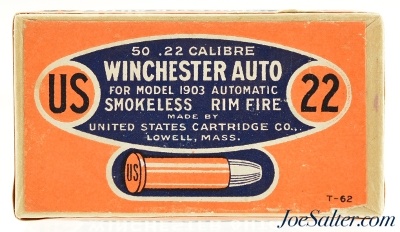 50 .22 CALIBRE
WINCHESTER AUTO
US FOR MODEL 1903 AUTOMATIC 22
SMOKELESS RIM FIRE
MADE BY
UNITED STATES CARTRIDGE CO.,
LOWELL, MASS.
US
T-62
JoeSalter.com